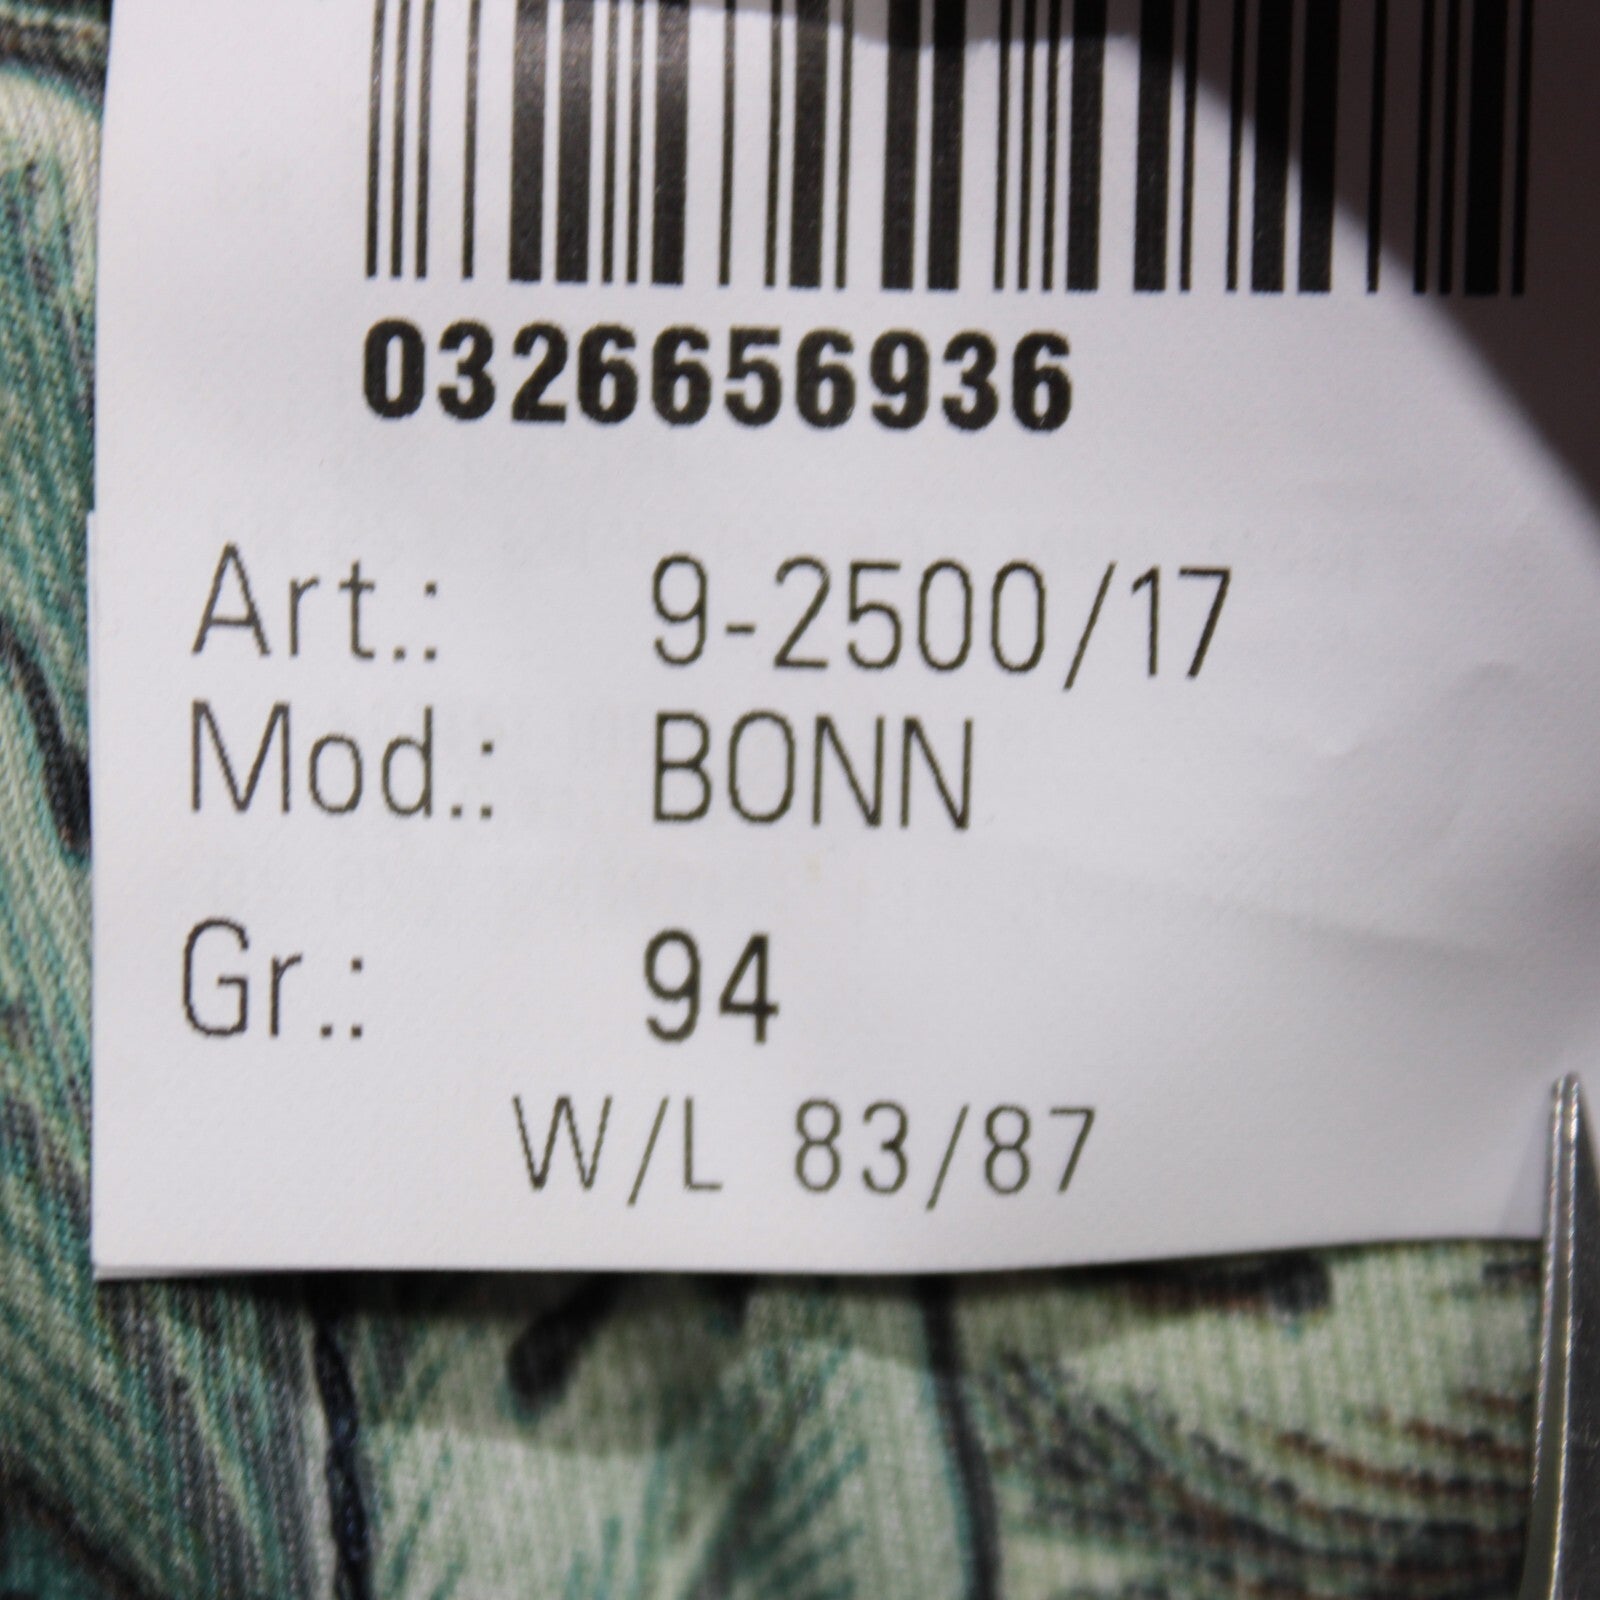 0326656936
Art.: 9-2500/17
Mod.: BONN
Gr.: 94
W/L 83/87